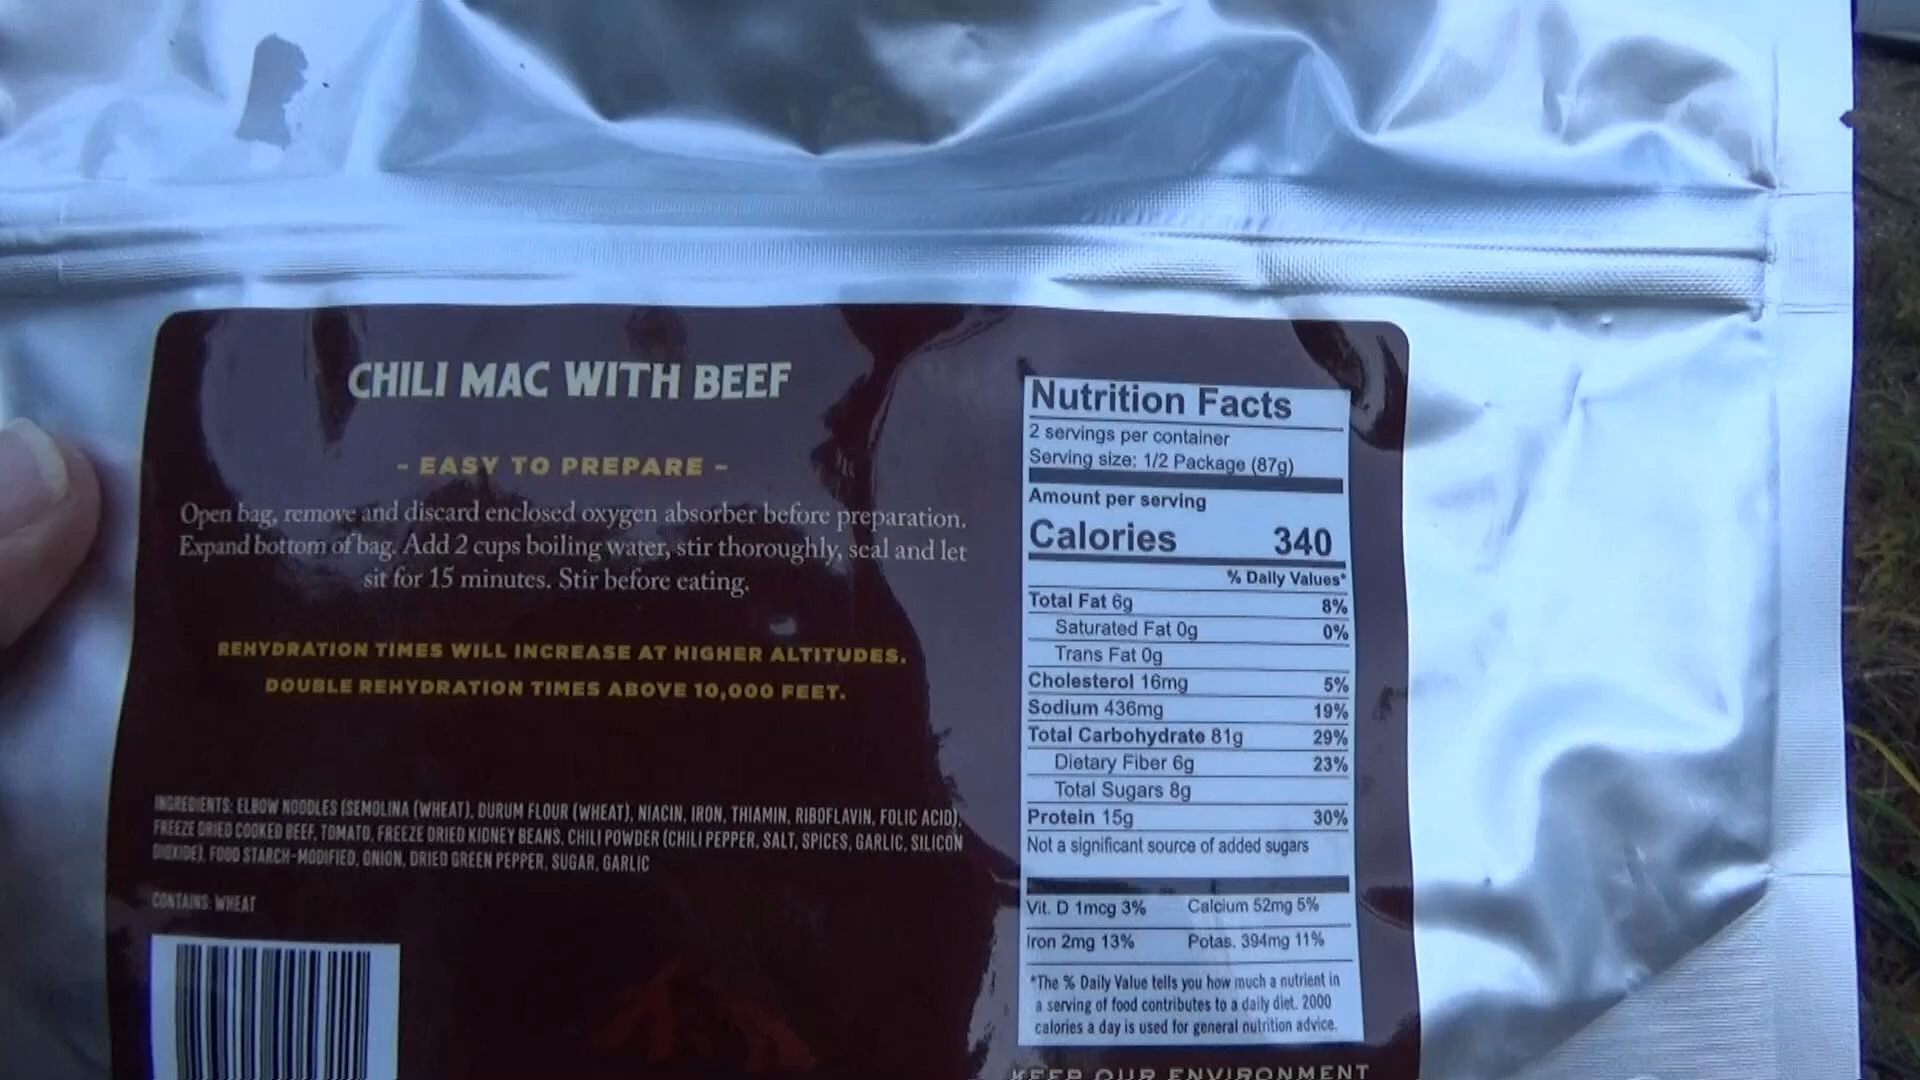 CHILI MAC WITH BEEF
- EASY TO PREPARE -
Open bag, remove and discard enclosed oxygen absorber before preparation.
Expand bottom of bag. Add 2 cups boiling water, stir thoroughly, seal and let
sit for 15 minutes. Stir before eating.
REHYDRATION TIMES WILL INCREASE AT HIGHER ALTITUDES.
DOUBLE REHYDRATION TIMES ABOVE 10,000 FEET.
INGREDIENTS: ELBOW NOODLES (SEMOLINA (WHEAT), DURUM FLOUR (WHEAT), NIACIN, IRON, THIAMIN, RIBOFLAVIN, FOLIC ACID),
FREEZE DRIED COOKED BEEF, TOMATO, FREEZE DRIED KIDNEY BEANS, CHILI POWDER (CHILI PEPPER, SALT, SPICES, GARLIC, SILICON
DIOXIDE), FOOD STARCH-MODIFIED, ONION, DRIED GREEN PEPPER, SUGAR, GARLIC
CONTAINS: WHEAT
Nutrition Facts
2 servings per container
Serving size: 1/2 Package (87g)
Amount per serving
Calories 340
% Daily Values*
Total Fat 6g 8%
Saturated Fat 0g 0%
Trans Fat 0g
Cholesterol 16mg 5%
Sodium 436mg 19%
Total Carbohydrate 81g 29%
Dietary Fiber 6g 23%
Total Sugars 8g
Protein 15g 30%
Not a significant source of added sugars
Vit. D 1mcg 3% Calcium 52mg 5%
Iron 2mg 13% Potas. 394mg 11%
*The % Daily Value tells you how much a nutrient in
a serving of food contributes to a daily diet. 2000
calories a day is used for general nutrition advice.
KEEP OUR ENVIRONMENT